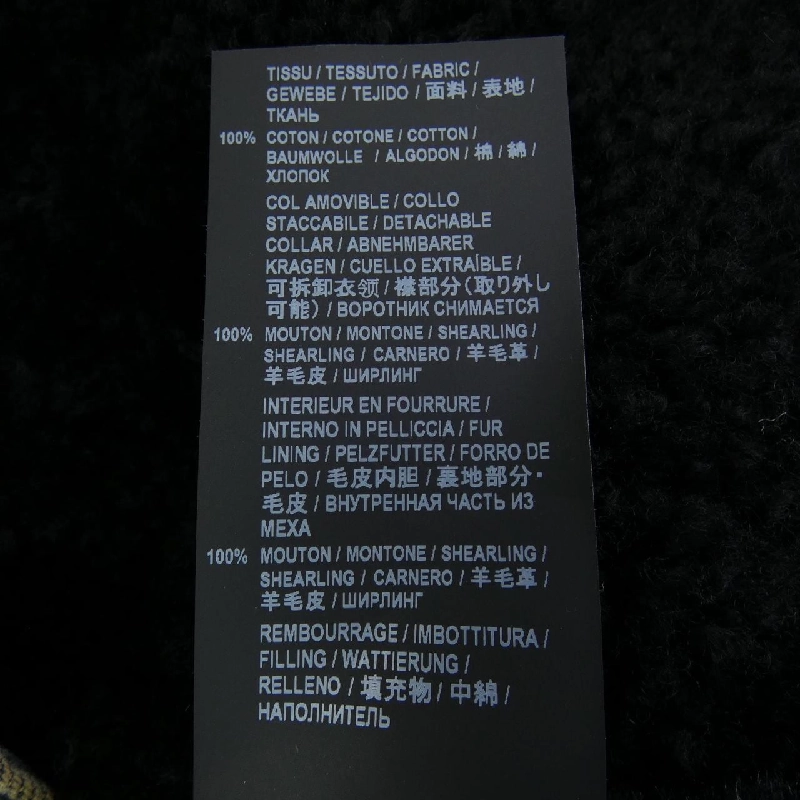 TISSU / TESSUTO / FABRIC /
GEWEBE / TEJIDO / 面料 / 表地 /
ТКАНЬ
100% COTON / COTONE / COTTON /
BAUMWOLLE / ALGODON / 棉 / 綿 /
ХЛОПОК
COL AMOVIBLE / COLLO
STACCABILE / DETACHABLE
COLLAR / ABNEHMBARER
KRAGEN / CUELLO EXTRAÍBLE /
可拆卸衣领 / 襟部分（取り外し
可能）/ ВОРОТНИК СНИМАЕТСЯ
100% MOUTON / MONTONE / SHEARLING /
SHEARLING / CARNERO / 羊毛革 /
羊毛皮 / ШИРЛИНГ
INTERIEUR EN FOURRURE /
INTERNO IN PELLICCIA / FUR
LINING / PELZFUTTER / FORRO DE
PELO / 毛皮内胆 / 裏地部分・
毛皮 / ВНУТРЕННАЯ ЧАСТЬ ИЗ
МЕХА
100% MOUTON / MONTONE / SHEARLING /
SHEARLING / CARNERO / 羊毛革 /
羊毛皮 / ШИРЛИНГ
REMBOURRAGE / IMBOTTITURA /
FILLING / WATTIERUNG /
RELLENO / 填充物 / 中綿 /
НАПОЛНИТЕЛЬ